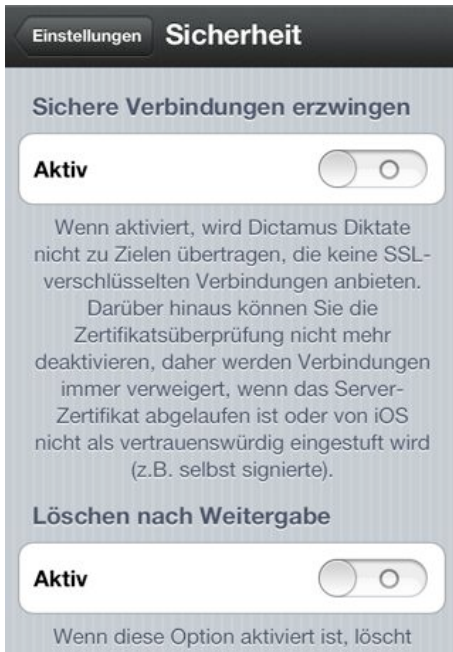 Einstellungen Sicherheit
Sichere Verbindungen erzwingen
Aktiv
Wenn aktiviert, wird Dictamus Diktate
nicht zu Zielen übertragen, die keine SSL-
verschlüsselten Verbindungen anbieten.
Darüber hinaus können Sie die
Zertifikatsüberprüfung nicht mehr
deaktivieren, daher werden Verbindungen
immer verweigert, wenn das Server-
Zertifikat abgelaufen ist oder von iOS
nicht als vertrauenswürdig eingestuft wird
(z.B. selbst signierte).
Löschen nach Weitergabe
Aktiv
Wenn diese Option aktiviert ist, löscht